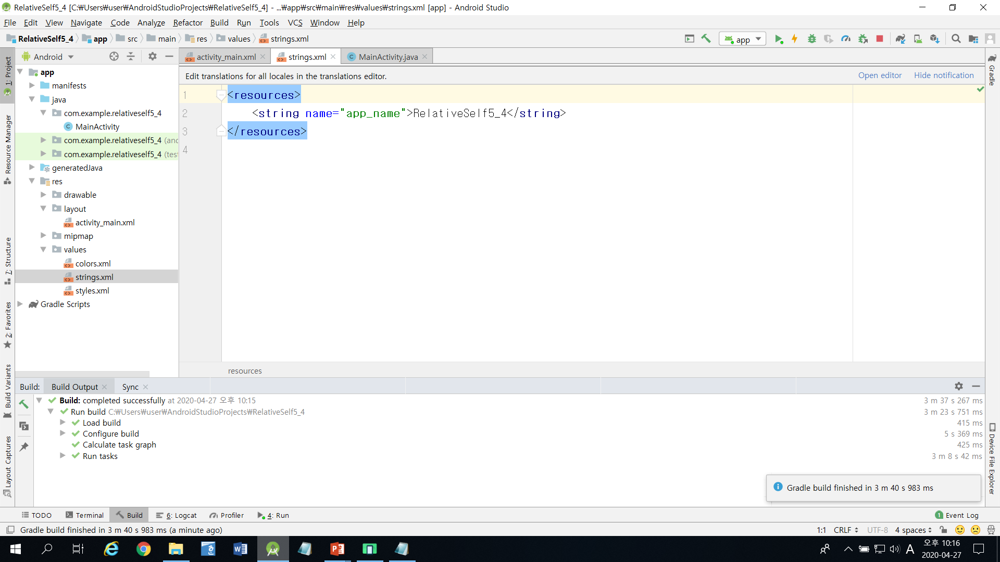 RelativeSelf5_4 [C:₩Users₩user₩AndroidStudioProjects₩RelativeSelf5_4] - ...₩app₩src₩main₩res₩values₩strings.xml [app] - Android Studio
File Edit View Navigate Code Analyze Refactor Build Run Tools VCS Window Help
RelativeSelf5_4 app src main res values strings.xml
app
Android
activity_main.xml strings.xml MainActivity.java
Edit translations for all locales in the translations editor. Open editor Hide notification
1 <resources>
2 <string name="app_name">RelativeSelf5_4</string>
3 </resources>
4
app
manifests
java
com.example.relativeself5_4
MainActivity
com.example.relativeself5_4 (and
com.example.relativeself5_4 (test
generatedJava
res
drawable
layout
activity_main.xml
mipmap
values
colors.xml
strings.xml
styles.xml
Gradle Scripts
1: Project
Resource Manager
7: Structure
2: Favorites
Build Variants
Layout Captures
Gradle
Device File Explorer
resources
Build: Build Output Sync
Build: completed successfully at 2020-04-27 오후 10:15 3 m 37 s 267 ms
Run build C:₩Users₩user₩AndroidStudioProjects₩RelativeSelf5_4 3 m 23 s 751 ms
Load build 415 ms
Configure build 5 s 369 ms
Calculate task graph 425 ms
Run tasks 3 m 8 s 42 ms
Gradle build finished in 3 m 40 s 983 ms
TODO Terminal Build 6: Logcat Profiler 4: Run 1 Event Log
Gradle build finished in 3 m 40 s 983 ms (a minute ago) 1:1 CRLF UTF-8 4 spaces
A 오후 10:16
2020-04-27